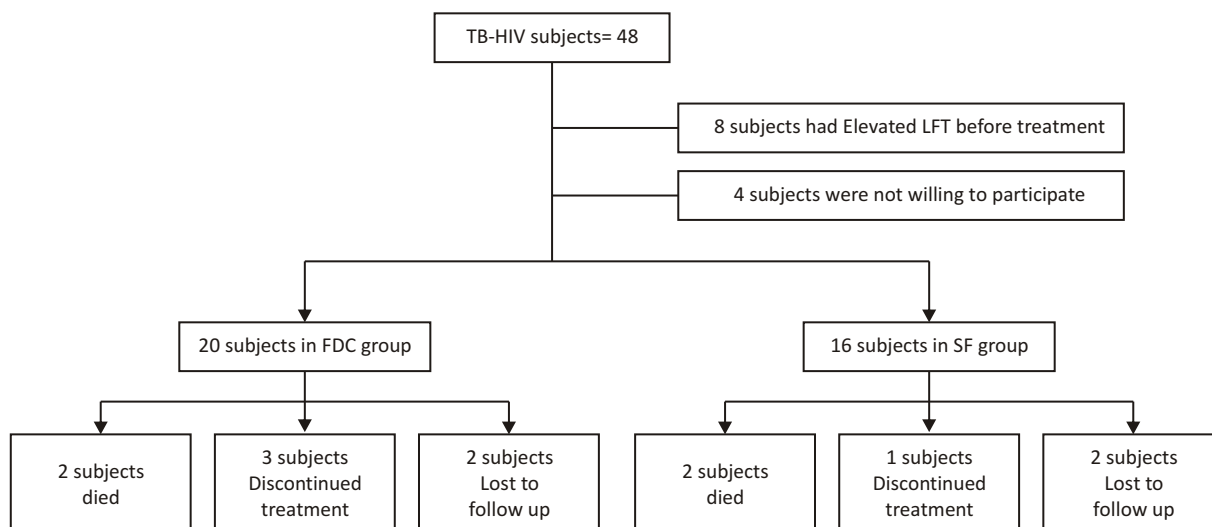 TB-HIV subjects= 48
8 subjects had Elevated LFT before treatment
4 subjects were not willing to participate
20 subjects in FDC group
16 subjects in SF group
2 subjects
died
3 subjects
Discontinued
treatment
2 subjects
Lost to
follow up
2 subjects
died
1 subjects
Discontinued
treatment
2 subjects
Lost to
follow up